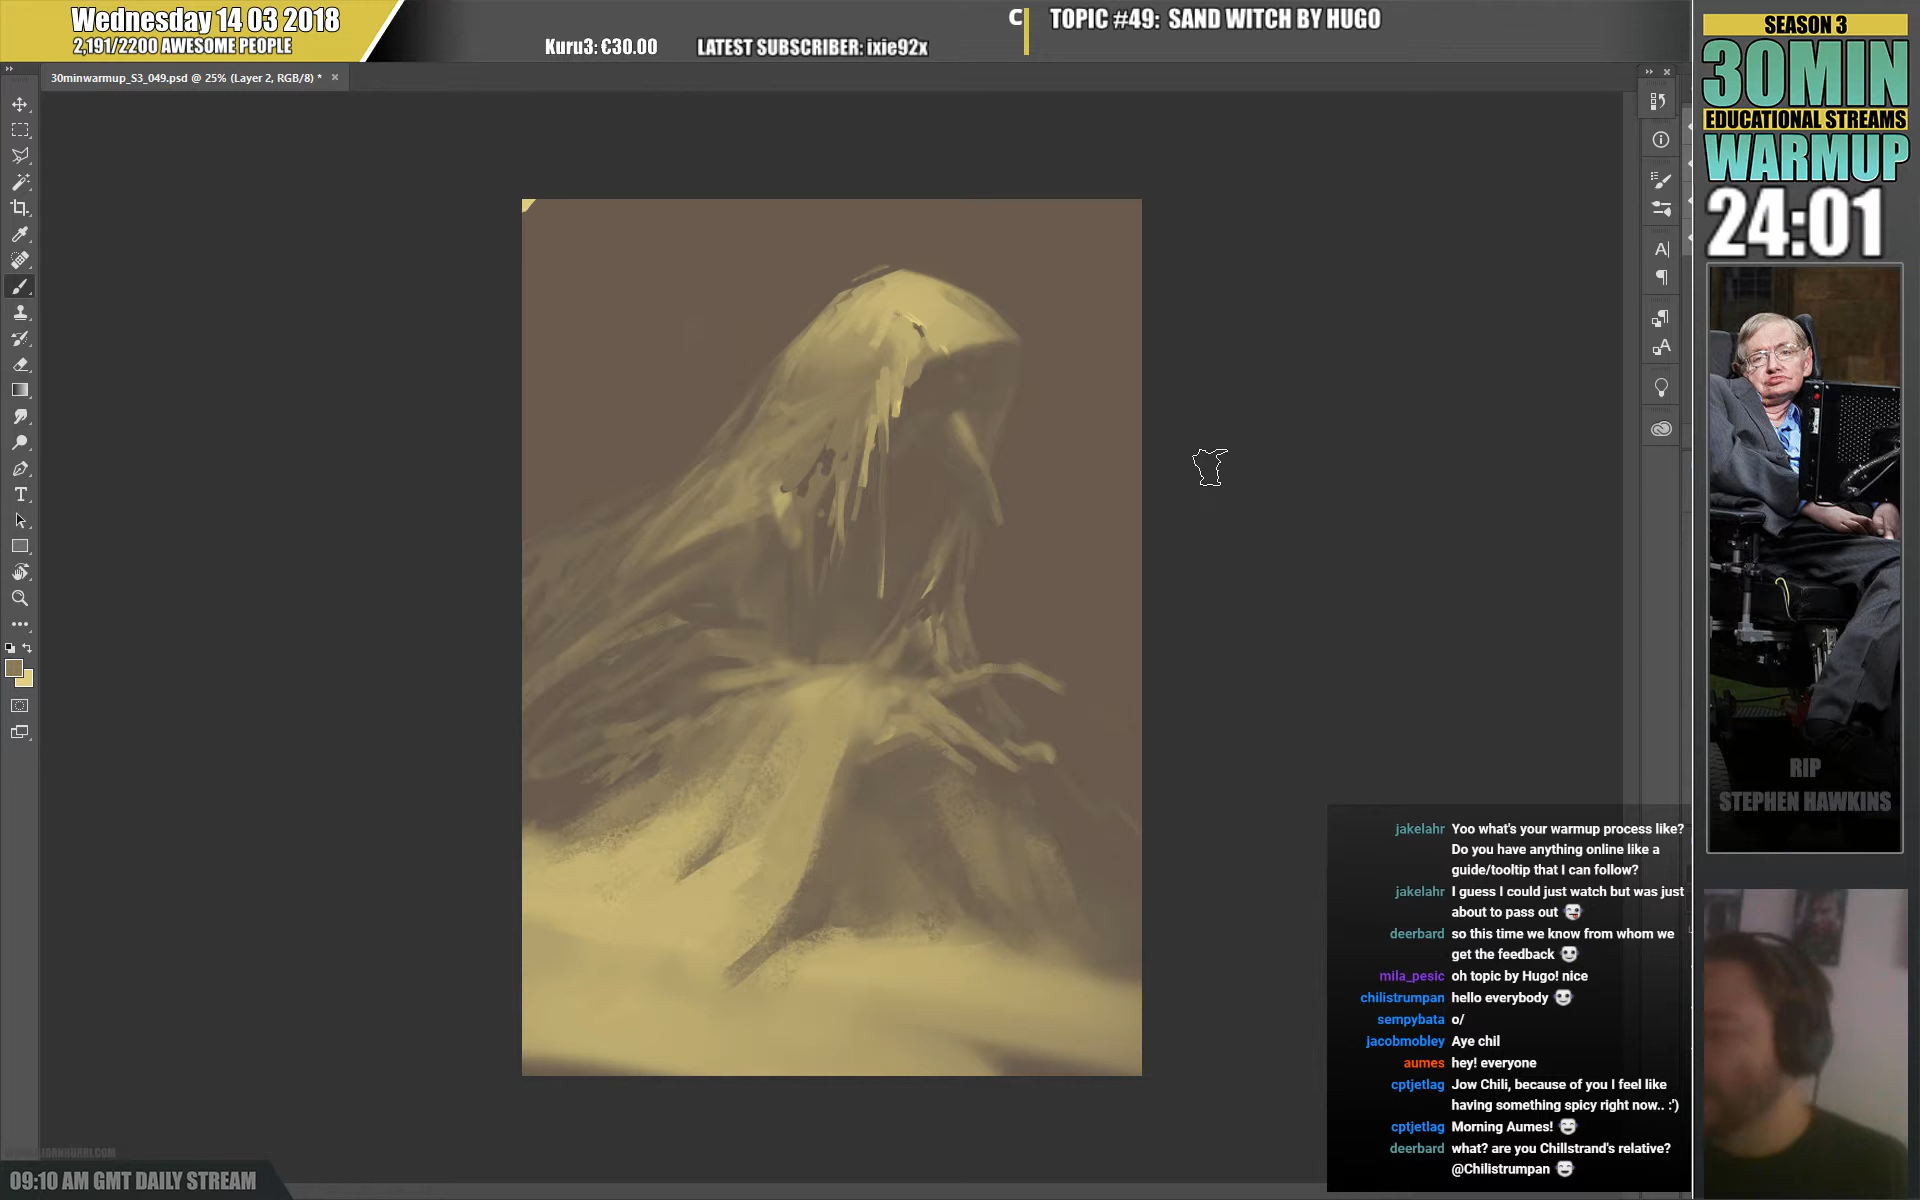 Wednesday 14 03 2018
2,191/2200 AWESOME PEOPLE
Kuru3: €30.00
LATEST SUBSCRIBER: ixie92x
C
TOPIC #49: SAND WITCH BY HUGO
SEASON 3
30MIN
EDUCATIONAL STREAMS
WARMUP
24:01
30minwarmup_S3_049.psd @ 25% (Layer 2, RGB/8) *
RIP
STEPHEN HAWKINS
jakelahr Yoo what's your warmup process like?
Do you have anything online like a
guide/tooltip that I can follow?
jakelahr I guess I could just watch but was just
about to pass out
deerbard so this time we know from whom we
get the feedback
mila_pesic oh topic by Hugo! nice
chilistrumpan hello everybody
sempybata o/
jacobmobley Aye chil
aumes hey! everyone
cptjetlag Jow Chili, because of you I feel like
having something spicy right now.. :')
cptjetlag Morning Aumes!
deerbard what? are you Chillstrand's relative?
@Chilistrumpan
09:10 AM GMT DAILY STREAM